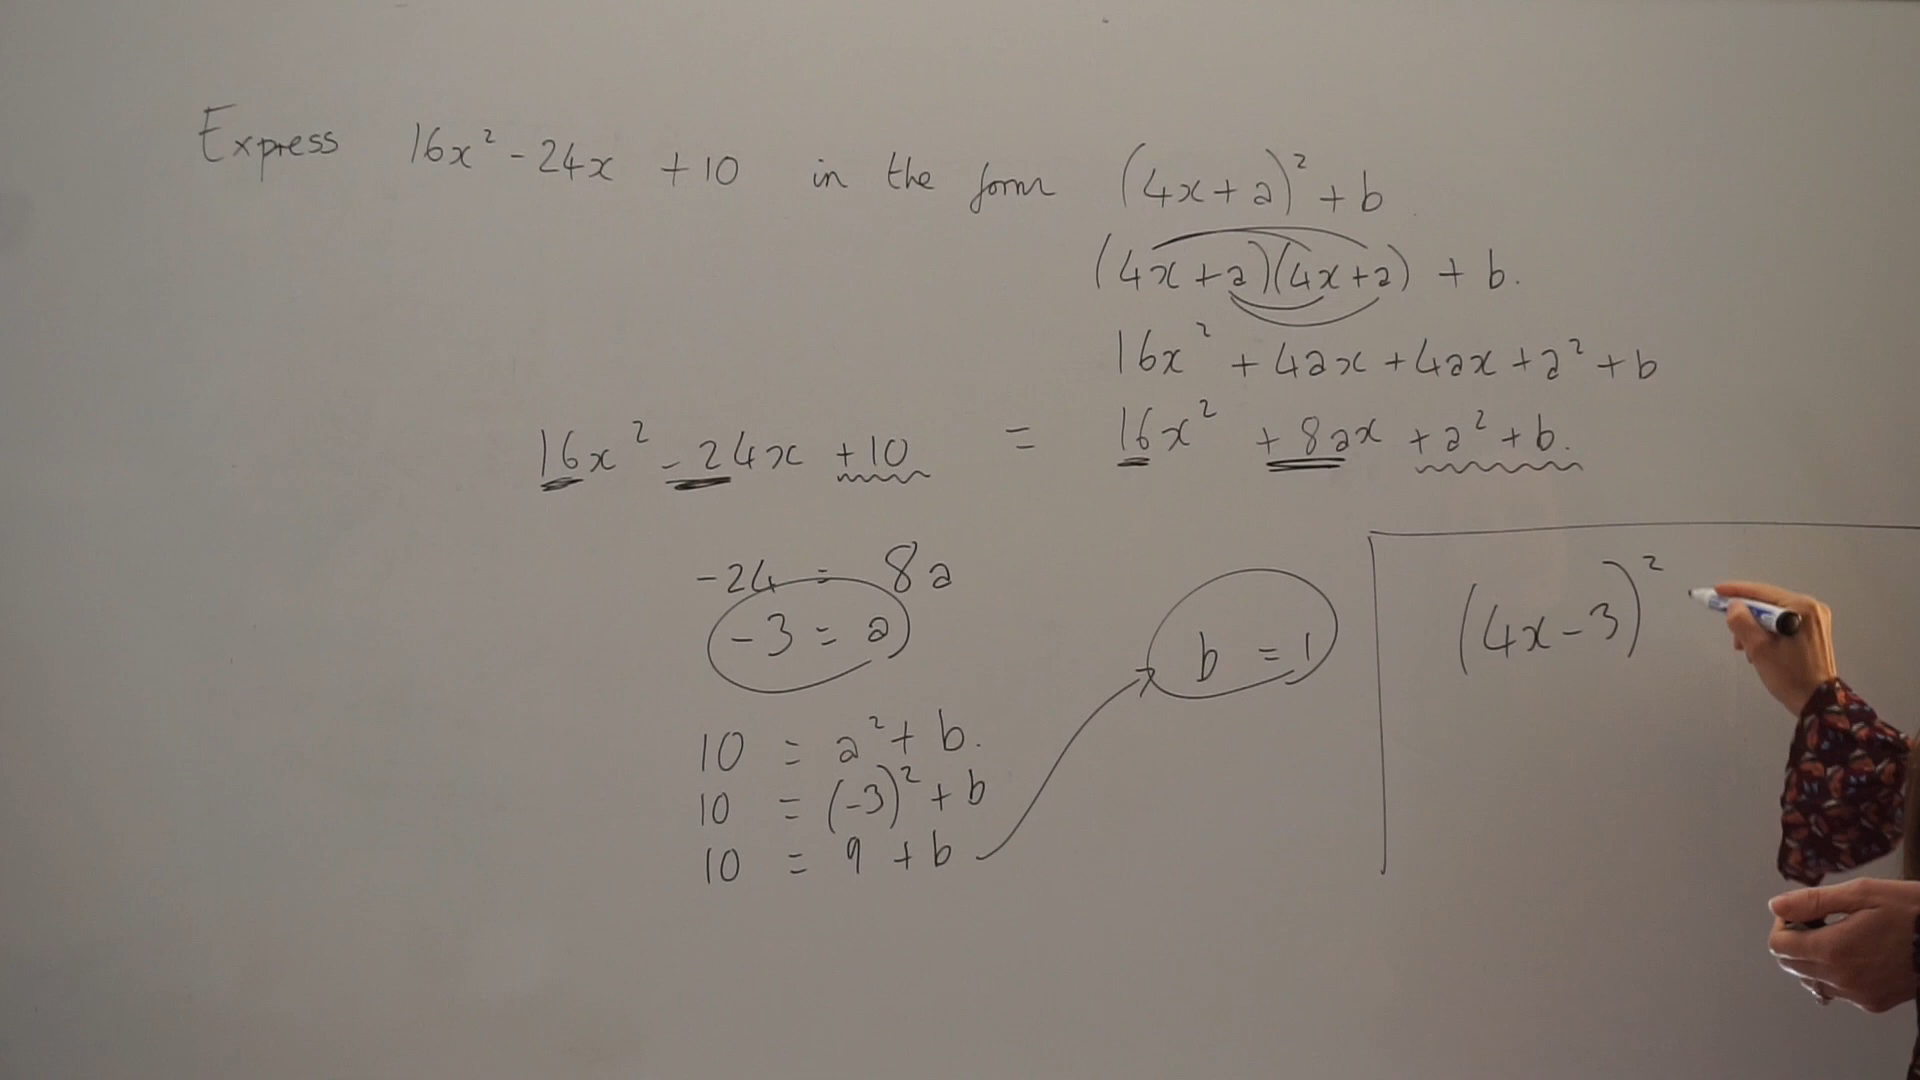 Express 16x² - 24x + 10 in the form (4x + a)² + b
(4x + a)(4x + a) + b.
16x² + 4ax + 4ax + a² + b
16x² - 24x + 10 = 16x² + 8ax + a² + b.
-24 = 8a
-3 = a
b = 1
(4x - 3)²
10 = a² + b.
10 = (-3)² + b
10 = 9 + b